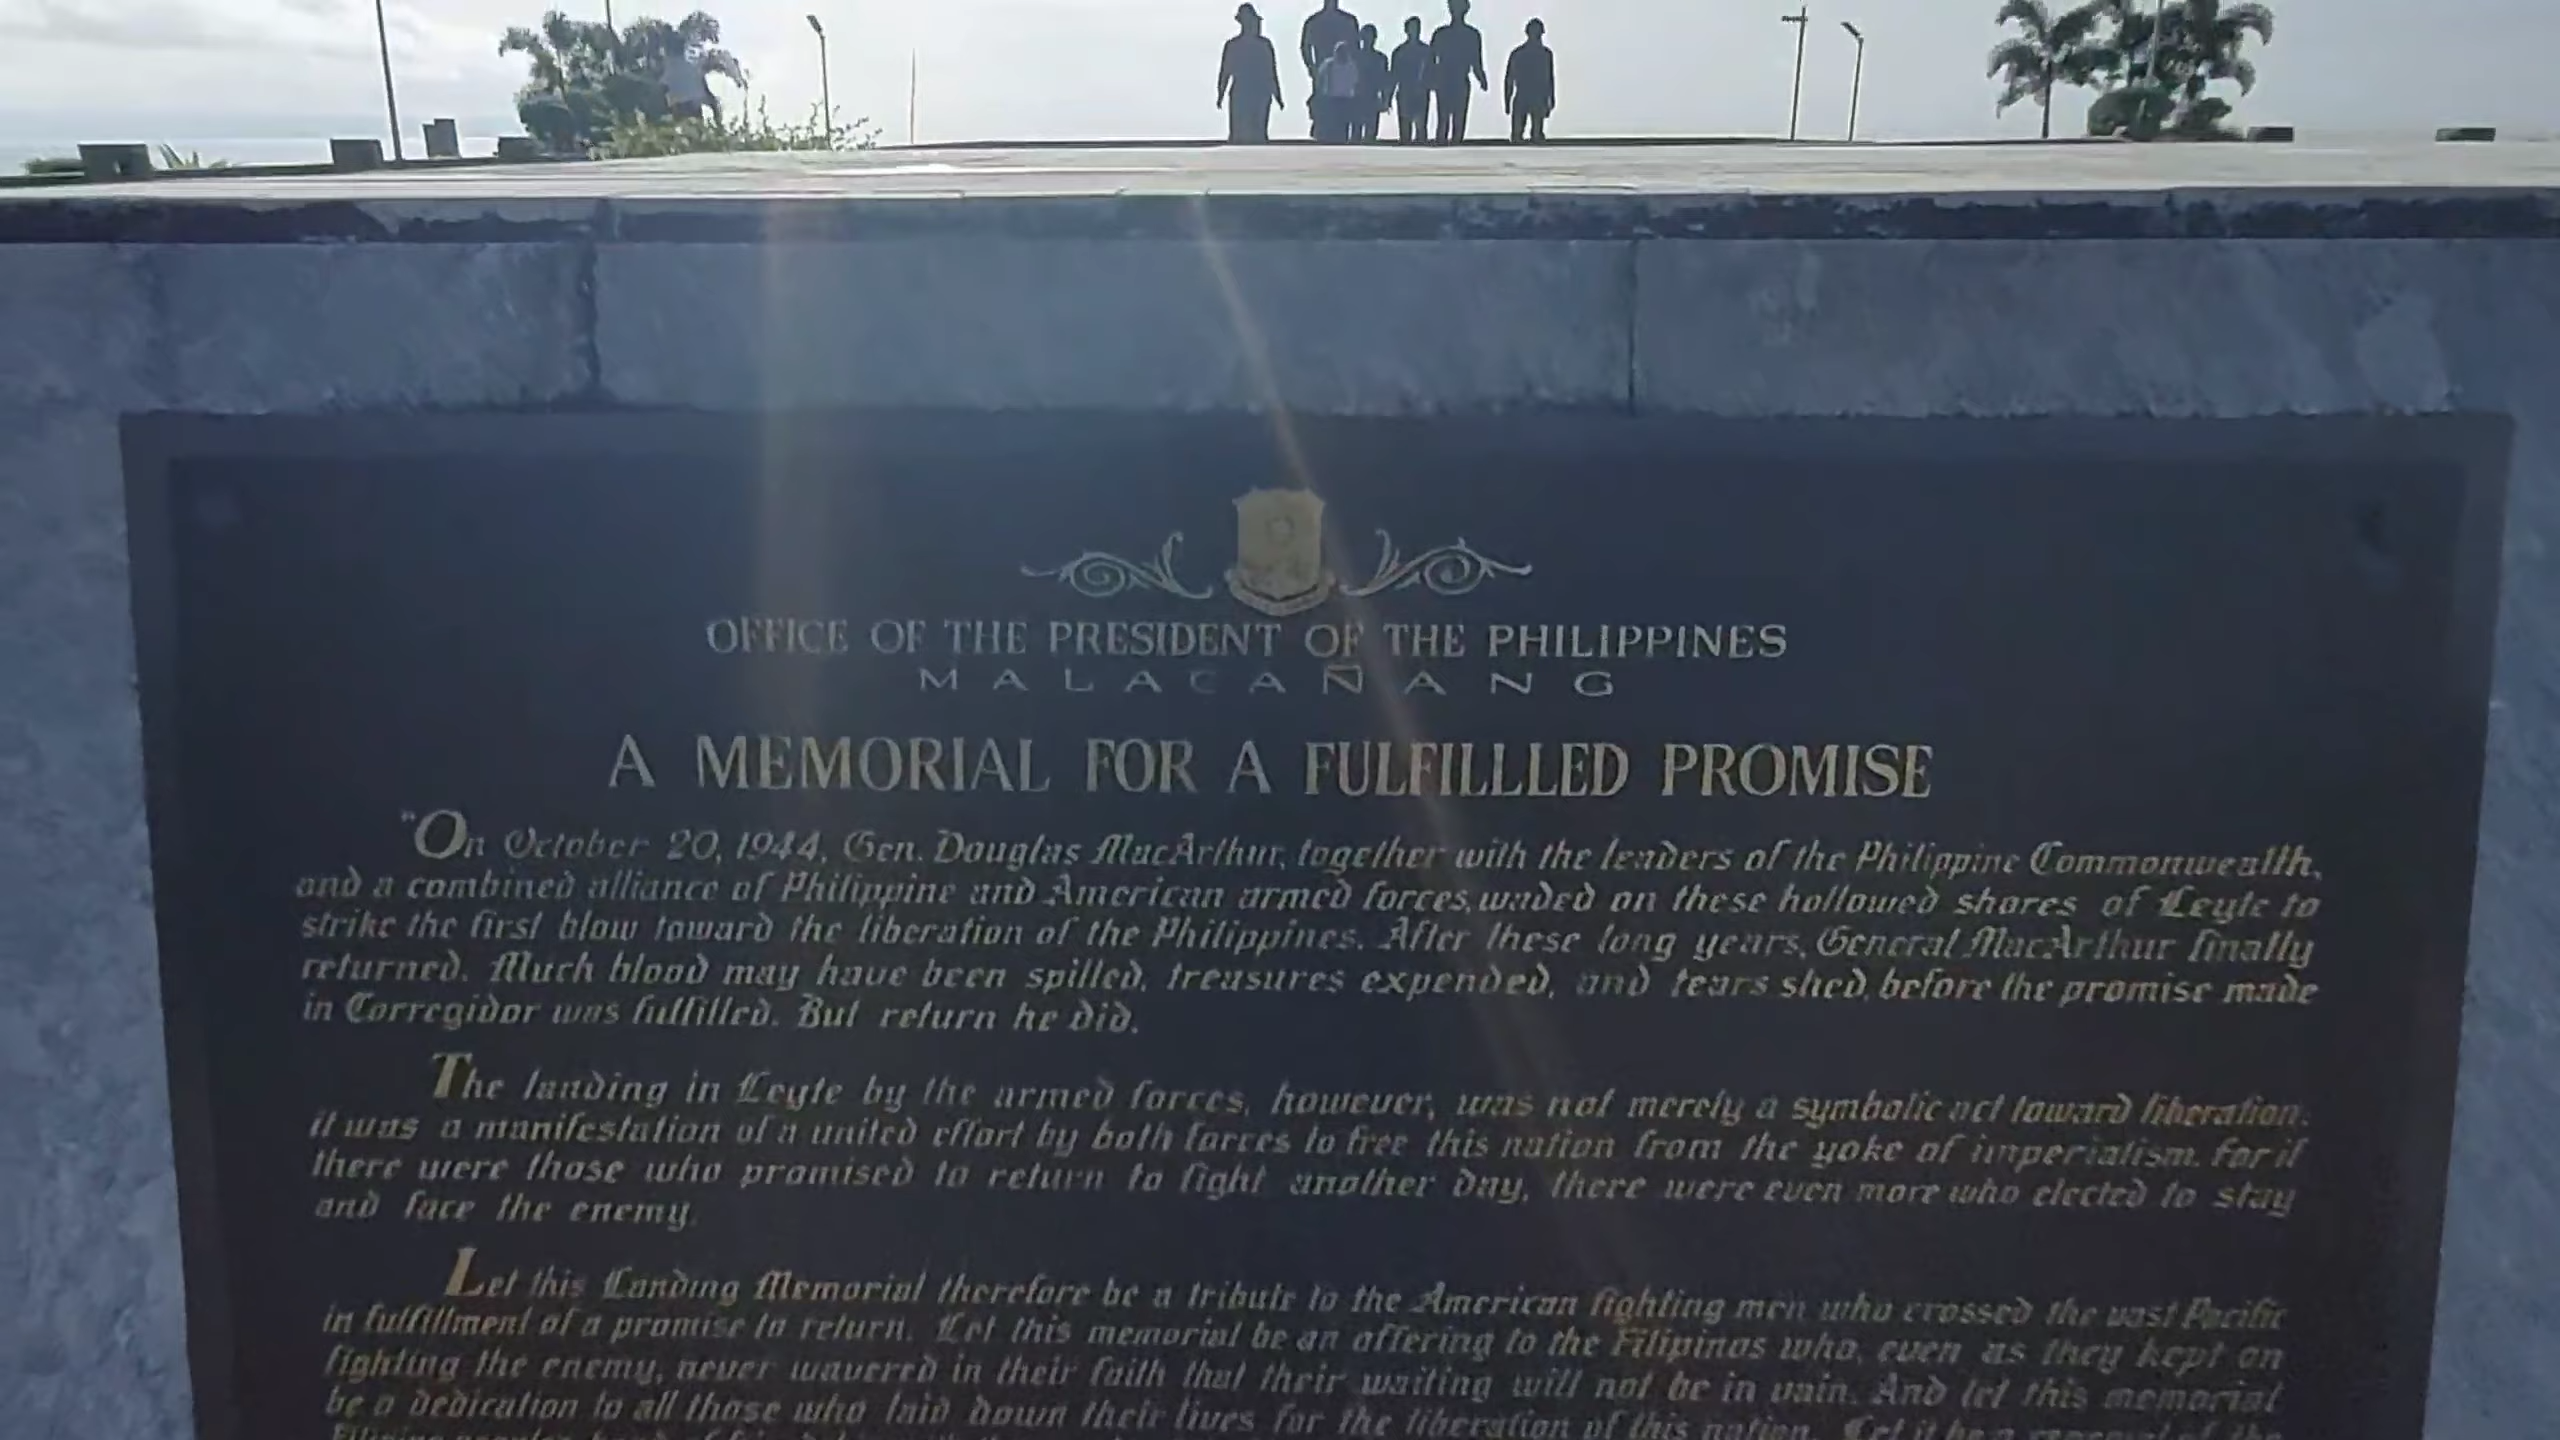 OFFICE OF THE PRESIDENT OF THE PHILIPPINES
MALACAÑANG
A MEMORIAL FOR A FULFILLLED PROMISE
"On October 20, 1944, Gen. Douglas MacArthur, together with the leaders of the Philippine Commonwealth,
and a combined alliance of Philippine and American armed forces, waded on these hollowed shores of Leyte to
strike the first blow toward the liberation of the Philippines. After these long years, General MacArthur finally
returned. Much blood may have been spilled, treasures expended, and tears shed, before the promise made
in Corregidor was fulfilled. But return he did.
The landing in Leyte by the armed forces, however, was not merely a symbolic act toward liberation;
it was a manifestation of a united effort by both forces to free this nation from the yoke of imperialism. For if
there were those who promised to return to fight another day, there were even more who elected to stay
and face the enemy.
Let this Landing Memorial therefore be a tribute to the American fighting men who crossed the vast Pacific
in fulfillment of a promise to return. Let this memorial be an offering to the Filipinos who, even as they kept on
fighting the enemy, never wavered in their faith that their waiting will not be in vain. And let this memorial
be a dedication to all those who laid down their lives for the liberation of this nation. Let it be a